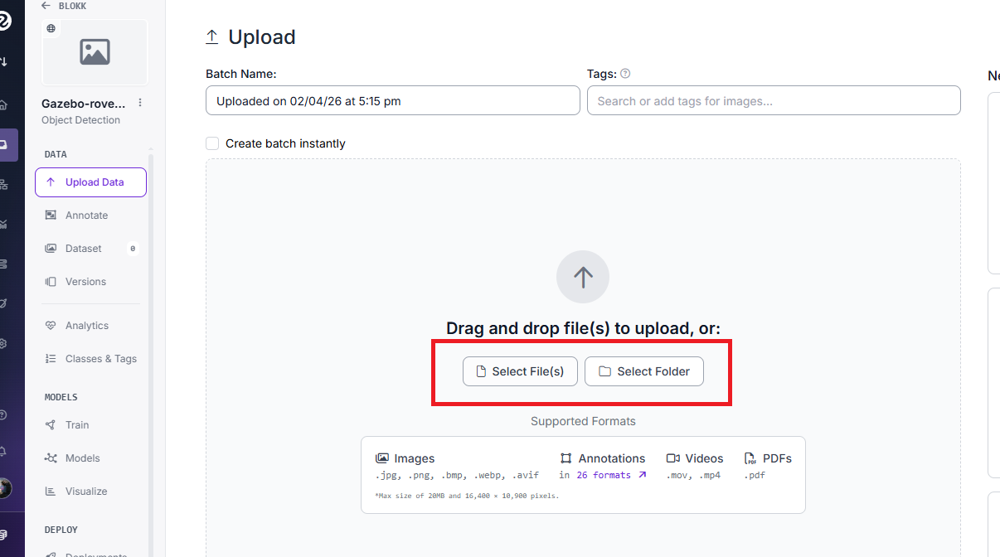 BLOKK
Gazebo-rove...
Object Detection
DATA
Upload Data
Annotate
Dataset 0
Versions
Analytics
Classes & Tags
MODELS
Train
Models
Visualize
DEPLOY
Deployments
Upload
Batch Name:
Uploaded on 02/04/26 at 5:15 pm
Tags:
Search or add tags for images...
Create batch instantly
Drag and drop file(s) to upload, or:
Select File(s) Select Folder
Supported Formats
Images Annotations Videos PDFs
.jpg, .png, .bmp, .webp, .avif in 26 formats .mov, .mp4 .pdf
*Max size of 20MB and 16,400 × 10,900 pixels.